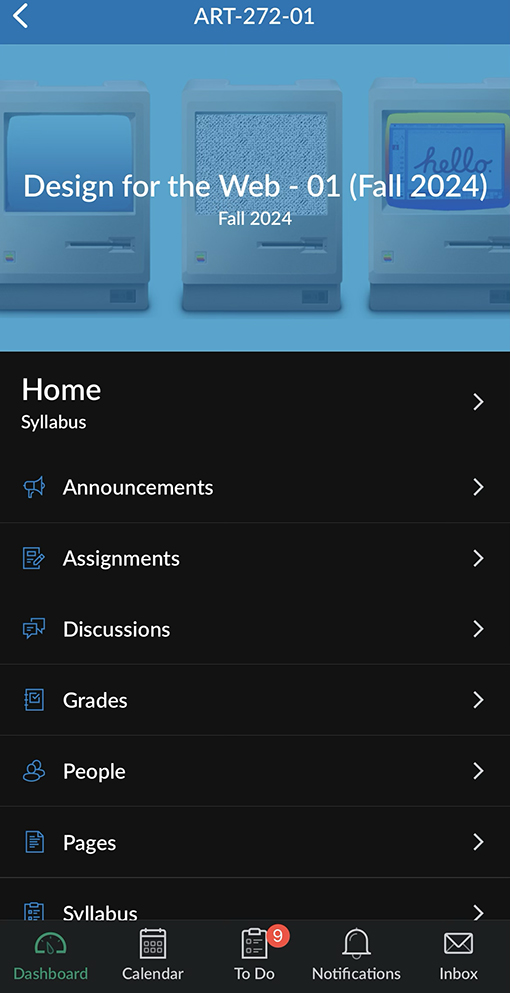 ART-272-01
hello.
Design for the Web - 01 (Fall 2024)
Fall 2024
Home
Syllabus
Announcements
Assignments
Discussions
Grades
People
Pages
Syllabus
9
Dashboard
Calendar
To Do
Notifications
Inbox